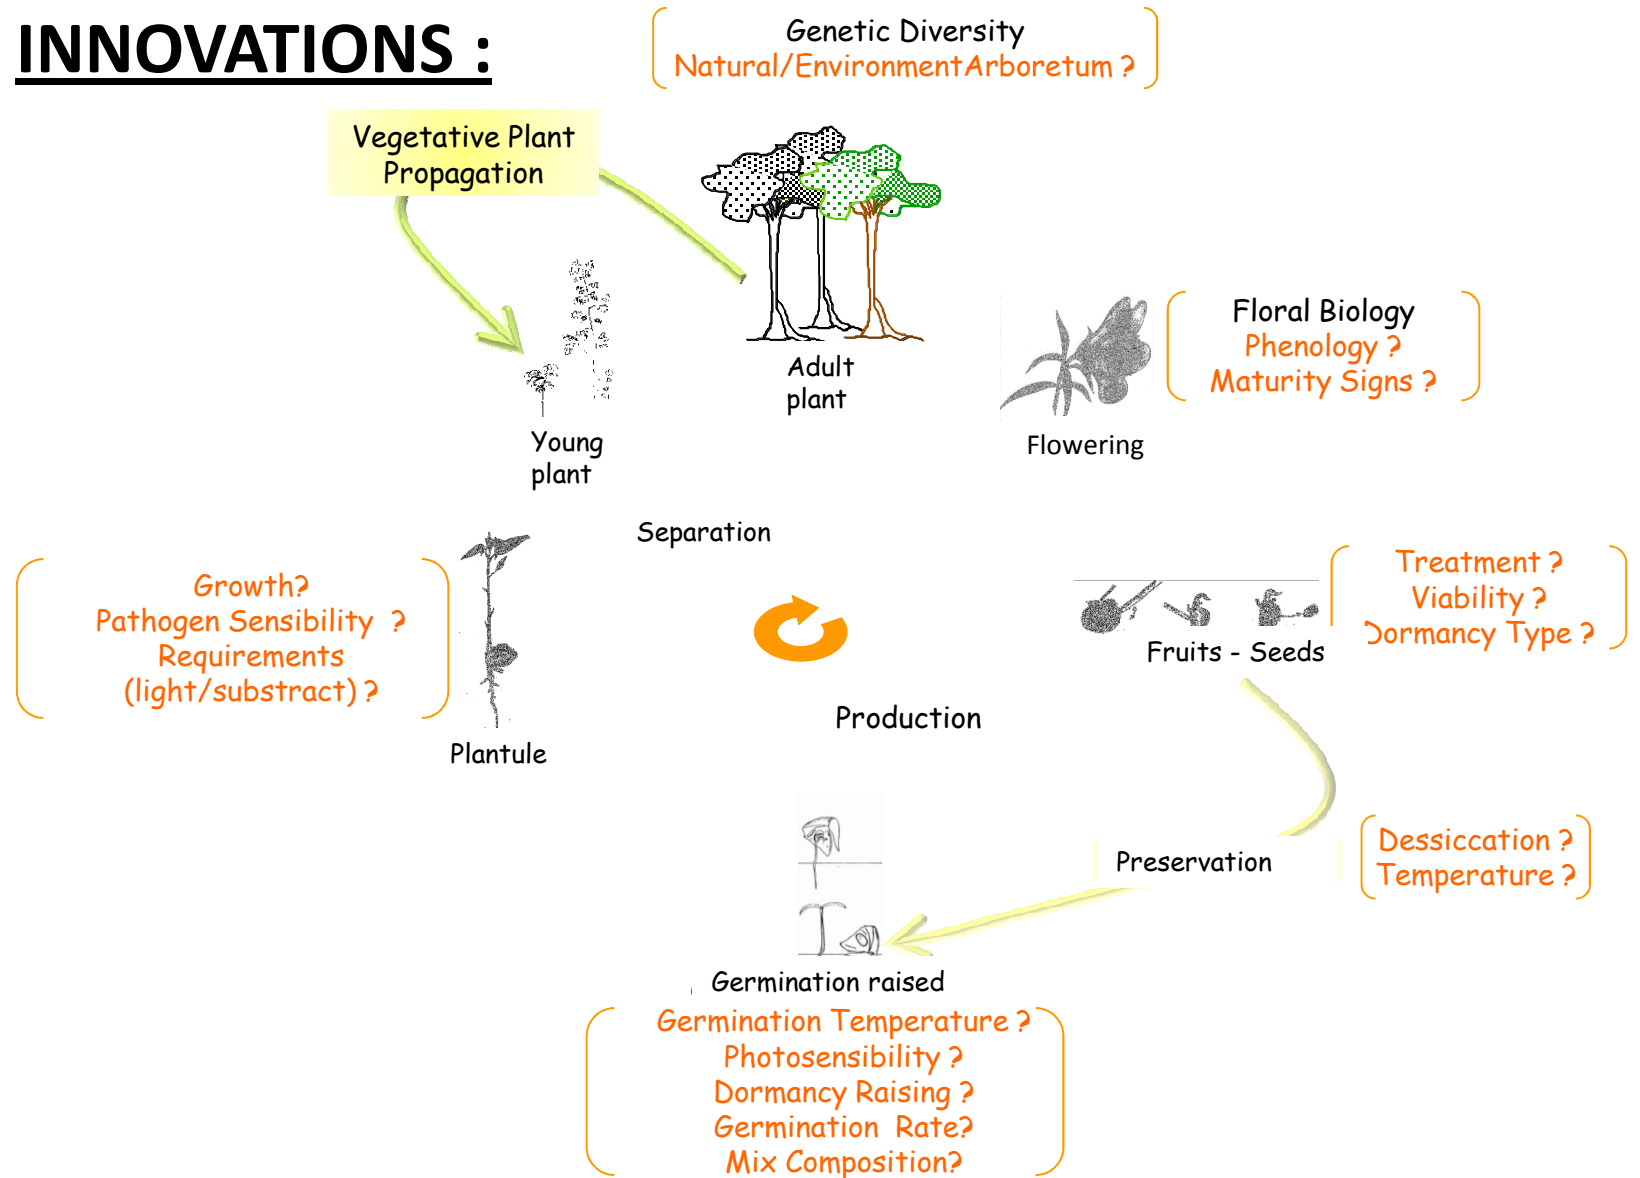 INNOVATIONS :
Genetic Diversity
Natural/EnvironmentArboretum ?
Vegetative Plant
Propagation
Adult
plant
Floral Biology
Phenology ?
Maturity Signs ?
Flowering
Young
plant
Separation
Growth?
Pathogen Sensibility ?
Requirements
(light/substract) ?
Plantule
Treatment ?
Viability ?
Dormancy Type ?
Fruits - Seeds
Production
Preservation
Dessiccation ?
Temperature ?
Germination raised
Germination Temperature ?
Photosensibility ?
Dormancy Raising ?
Germination Rate?
Mix Composition?